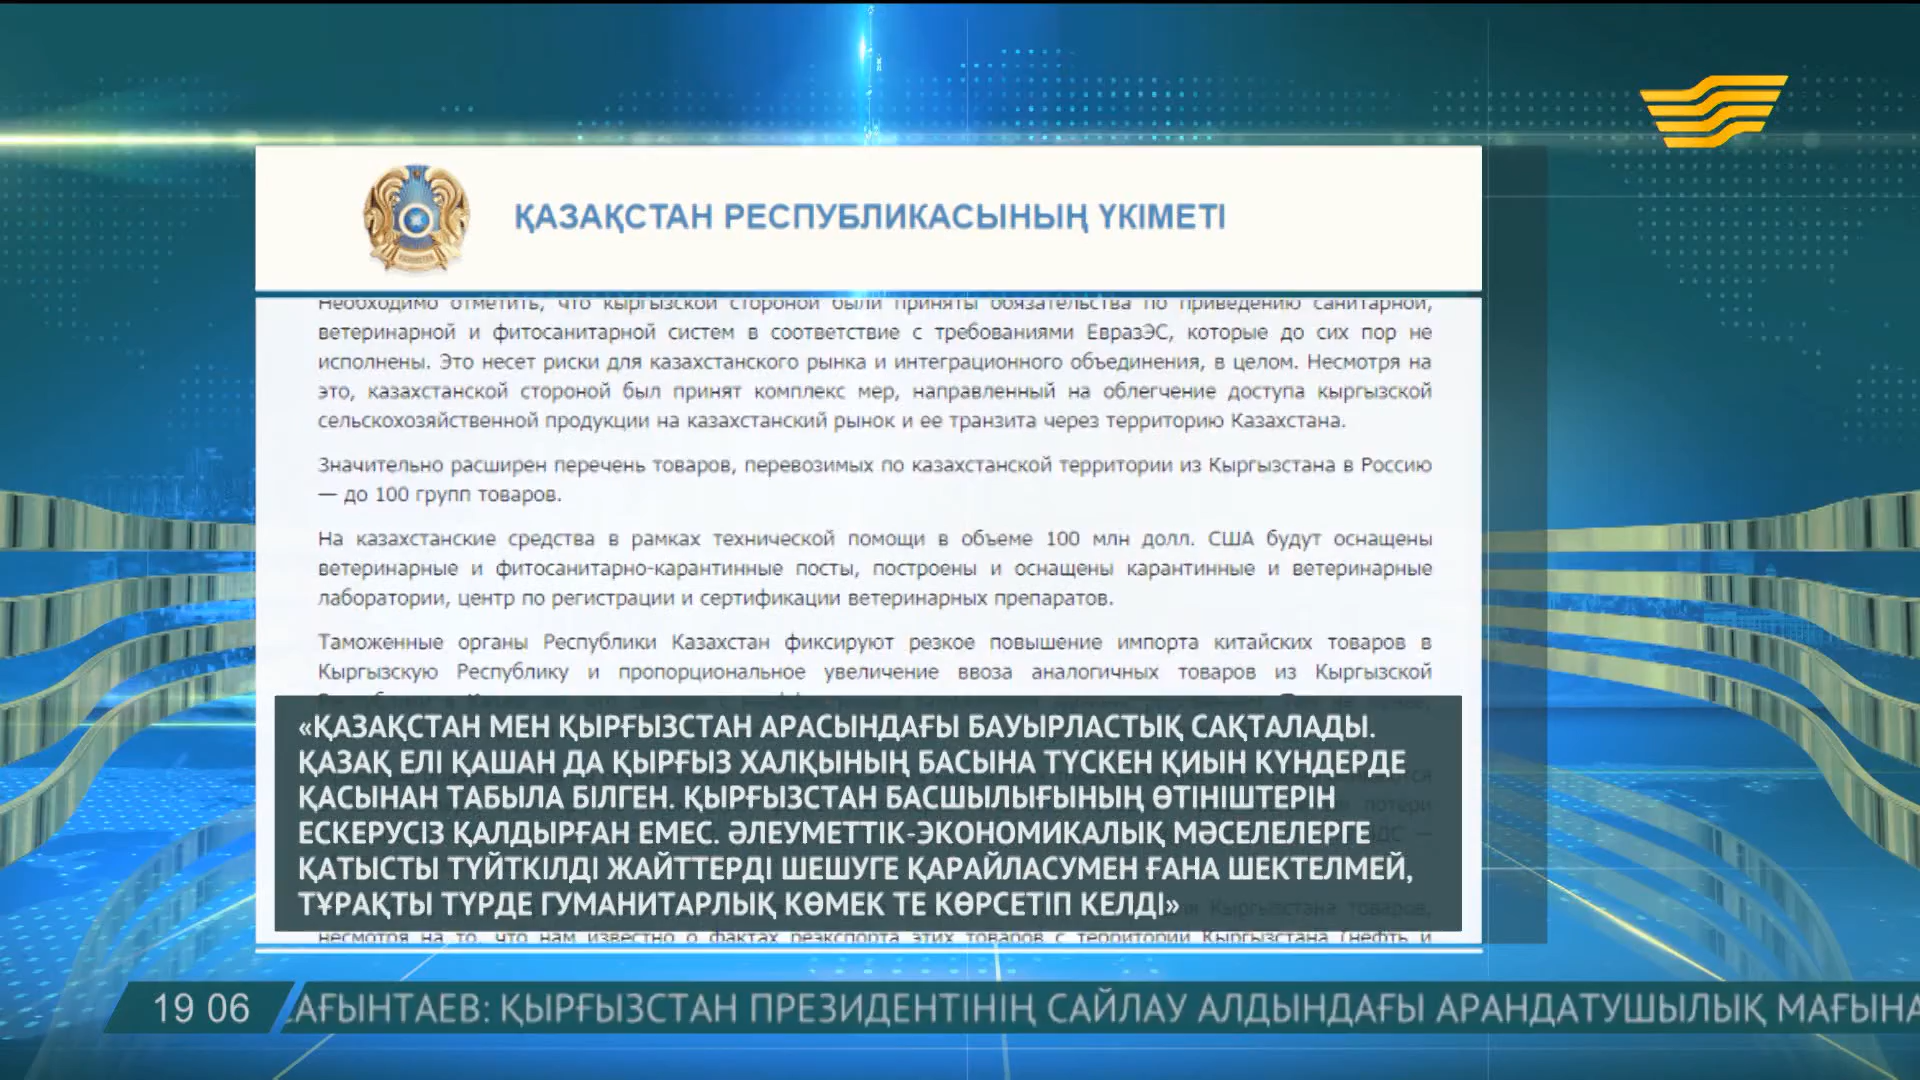 ҚАЗАҚСТАН РЕСПУБЛИКАСЫНЫҢ ҮКІМЕТІ
Необходимо отметить, что кыргызской стороной были приняты обязательства по приведению санитарной,
ветеринарной и фитосанитарной систем в соответствие с требованиями ЕвразЭС, которые до сих пор не
исполнены. Это несет риски для казахстанского рынка и интеграционного объединения, в целом. Несмотря на
это, казахстанской стороной был принят комплекс мер, направленный на облегчение доступа кыргызской
сельскохозяйственной продукции на казахстанский рынок и ее транзита через территорию Казахстана.
Значительно расширен перечень товаров, перевозимых по казахстанской территории из Кыргызстана в Россию
— до 100 групп товаров.
На казахстанские средства в рамках технической помощи в объеме 100 млн долл. США будут оснащены
ветеринарные и фитосанитарно-карантинные посты, построены и оснащены карантинные и ветеринарные
лаборатории, центр по регистрации и сертификации ветеринарных препаратов.
Таможенные органы Республики Казахстан фиксируют резкое повышение импорта китайских товаров в
Кыргызскую Республику и пропорциональное увеличение ввоза аналогичных товаров из Кыргызской
«ҚАЗАҚСТАН МЕН ҚЫРҒЫЗСТАН АРАСЫНДАҒЫ БАУЫРЛАСТЫҚ САҚТАЛАДЫ.
ҚАЗАҚ ЕЛІ ҚАШАН ДА ҚЫРҒЫЗ ХАЛҚЫНЫҢ БАСЫНА ТҮСКЕН ҚИЫН КҮНДЕРДЕ
ҚАСЫНАН ТАБЫЛА БІЛГЕН. ҚЫРҒЫЗСТАН БАСШЫЛЫҒЫНЫҢ ӨТІНІШТЕРІН
ЕСКЕРУСІЗ ҚАЛДЫРҒАН ЕМЕС. ӘЛЕУМЕТТІК-ЭКОНОМИКАЛЫҚ МӘСЕЛЕЛЕРГЕ
ҚАТЫСТЫ ТҮЙТКІЛДІ ЖАЙТТЕРДІ ШЕШУГЕ ҚАРАЙЛАСУМЕН ҒАНА ШЕКТЕЛМЕЙ,
ТҰРАҚТЫ ТҮРДЕ ГУМАНИТАРЛЫҚ КӨМЕК ТЕ КӨРСЕТІП КЕЛДІ»
Кыргызстана товаров,
несмотря на то, что нам известно о фактах реэкспорта этих товаров с территории Кыргызстана (нефть и
19 06 АҒЫНТАЕВ: ҚЫРҒЫЗСТАН ПРЕЗИДЕНТІНІҢ САЙЛАУ АЛДЫНДАҒЫ АРАНДАТУШЫЛЫҚ МАҒЫНА